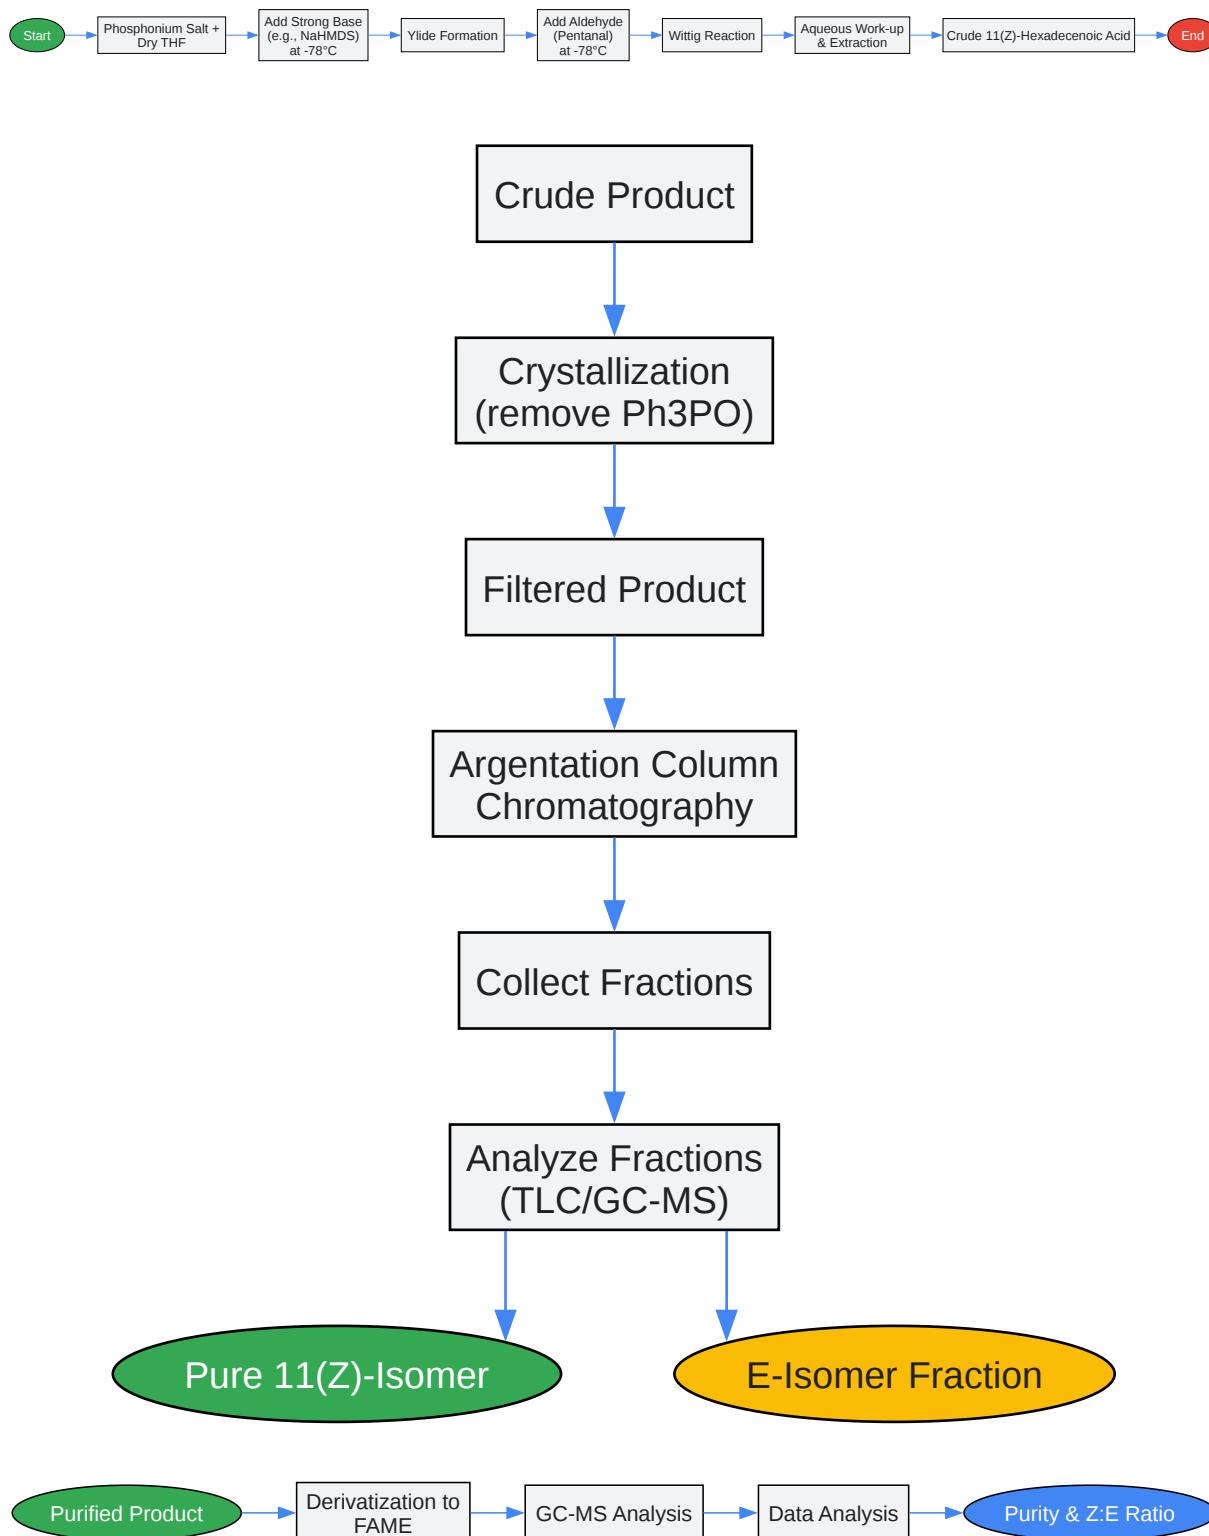 Start
Phosphonium Salt +
Dry THF
Add Strong Base
(e.g., NaHMDS)
at -78°C
Ylide Formation
Add Aldehyde
(Pentanal)
at -78°C
Wittig Reaction
Aqueous Work-up
& Extraction
Crude 11(Z)-Hexadecenoic Acid
End
Crude Product
Crystallization
(remove Ph3PO)
Filtered Product
Argentation Column
Chromatography
Collect Fractions
Analyze Fractions
(TLC/GC-MS)
Pure 11(Z)-Isomer
E-Isomer Fraction
Purified Product
Derivatization to
FAME
GC-MS Analysis
Data Analysis
Purity & Z:E Ratio